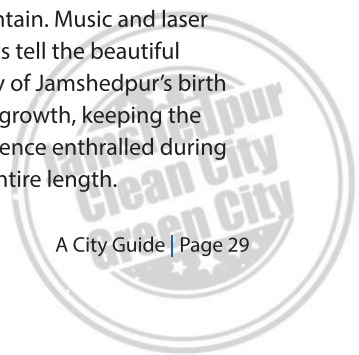 ntain. Music and laser
s tell the beautiful
y of Jamshedpur's birth
growth, keeping the
ence enthralled during
ntire length.
Jamshedpur
Clean City
Green City
A City Guide | Page 29